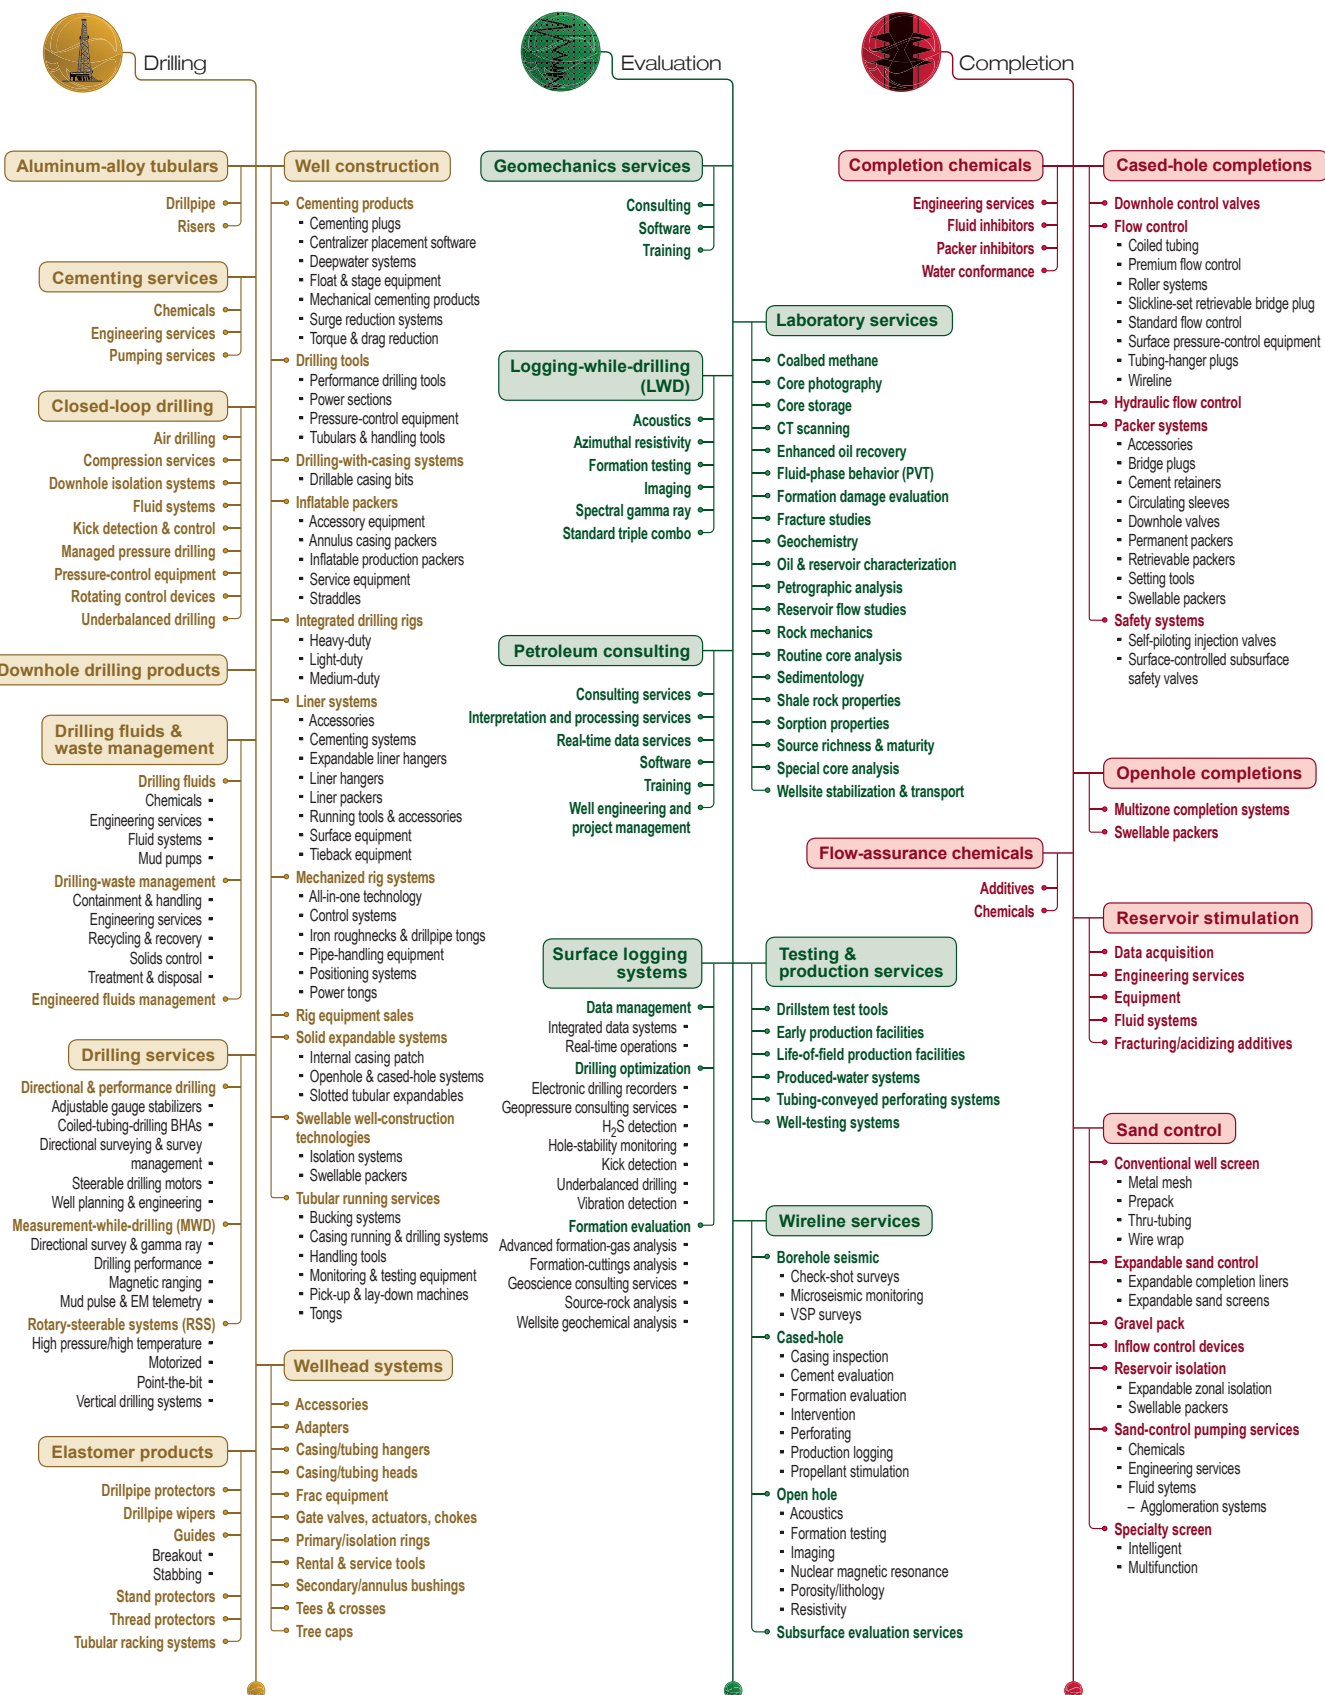 Drilling
Aluminum-alloy tubulars
Drillpipe
Risers
Cementing services
Chemicals
Engineering services
Pumping services
Closed-loop drilling
Air drilling
Compression services
Downhole isolation systems
Fluid systems
Kick detection & control
Managed pressure drilling
Pressure-control equipment
Rotating control devices
Underbalanced drilling
Downhole drilling products
Drilling fluids &
waste management
Drilling fluids
Chemicals
Engineering services
Fluid systems
Mud pumps
Drilling-waste management
Containment & handling
Engineering services
Recycling & recovery
Solids control
Treatment & disposal
Engineered fluids management
Drilling services
Directional & performance drilling
Adjustable gauge stabilizers
Coiled-tubing-drilling BHAs
Directional surveying & survey
management
Steerable drilling motors
Well planning & engineering
Measurement-while-drilling (MWD)
Directional survey & gamma ray
Drilling performance
Magnetic ranging
Mud pulse & EM telemetry
Rotary-steerable systems (RSS)
High pressure/high temperature
Motorized
Point-the-bit
Vertical drilling systems
Elastomer products
Drillpipe protectors
Drillpipe wipers
Guides
Breakout
Stabbing
Stand protectors
Thread protectors
Tubular racking systems
Well construction
Cementing products
Cementing plugs
Centralizer placement software
Deepwater systems
Float & stage equipment
Mechanical cementing products
Surge reduction systems
Torque & drag reduction
Drilling tools
Performance drilling tools
Power sections
Pressure-control equipment
Tubulars & handling tools
Drilling-with-casing systems
Drillable casing bits
Inflatable packers
Accessory equipment
Annulus casing packers
Inflatable production packers
Service equipment
Straddles
Integrated drilling rigs
Heavy-duty
Light-duty
Medium-duty
Liner systems
Accessories
Cementing systems
Expandable liner hangers
Liner hangers
Liner packers
Running tools & accessories
Surface equipment
Tieback equipment
Mechanized rig systems
All-in-one technology
Control systems
Iron roughnecks & drillpipe tongs
Pipe-handling equipment
Positioning systems
Power tongs
Rig equipment sales
Solid expandable systems
Internal casing patch
Openhole & cased-hole systems
Slotted tubular expandables
Swellable well-construction
technologies
Isolation systems
Swellable packers
Tubular running services
Bucking systems
Casing running & drilling systems
Handling tools
Monitoring & testing equipment
Pick-up & lay-down machines
Tongs
Wellhead systems
Accessories
Adapters
Casing/tubing hangers
Casing/tubing heads
Frac equipment
Gate valves, actuators, chokes
Primary/isolation rings
Rental & service tools
Secondary/annulus bushings
Tees & crosses
Tree caps
Evaluation
Geomechanics services
Consulting
Software
Training
Logging-while-drilling
(LWD)
Acoustics
Azimuthal resistivity
Formation testing
Imaging
Spectral gamma ray
Standard triple combo
Petroleum consulting
Consulting services
Interpretation and processing services
Real-time data services
Software
Training
Well engineering and
project management
Surface logging
systems
Data management
Integrated data systems
Real-time operations
Drilling optimization
Electronic drilling recorders
Geopressure consulting services
H2S detection
Hole-stability monitoring
Kick detection
Underbalanced drilling
Vibration detection
Formation evaluation
Advanced formation-gas analysis
Formation-cuttings analysis
Geoscience consulting services
Source-rock analysis
Wellsite geochemical analysis
Laboratory services
Coalbed methane
Core photography
Core storage
CT scanning
Enhanced oil recovery
Fluid-phase behavior (PVT)
Formation damage evaluation
Fracture studies
Geochemistry
Oil & reservoir characterization
Petrographic analysis
Reservoir flow studies
Rock mechanics
Routine core analysis
Sedimentology
Shale rock properties
Sorption properties
Source richness & maturity
Special core analysis
Wellsite stabilization & transport
Testing &
production services
Drillstem test tools
Early production facilities
Life-of-field production facilities
Produced-water systems
Tubing-conveyed perforating systems
Well-testing systems
Wireline services
Borehole seismic
Check-shot surveys
Microseismic monitoring
VSP surveys
Cased-hole
Casing inspection
Cement evaluation
Formation evaluation
Intervention
Perforating
Production logging
Propellant stimulation
Open hole
Acoustics
Formation testing
Imaging
Nuclear magnetic resonance
Porosity/lithology
Resistivity
Subsurface evaluation services
Completion
Completion chemicals
Engineering services
Fluid inhibitors
Packer inhibitors
Water conformance
Flow-assurance chemicals
Additives
Chemicals
Cased-hole completions
Downhole control valves
Flow control
Coiled tubing
Premium flow control
Roller systems
Slickline-set retrievable bridge plug
Standard flow control
Surface pressure-control equipment
Tubing-hanger plugs
Wireline
Hydraulic flow control
Packer systems
Accessories
Bridge plugs
Cement retainers
Circulating sleeves
Downhole valves
Permanent packers
Retrievable packers
Setting tools
Swellable packers
Safety systems
Self-piloting injection valves
Surface-controlled subsurface
safety valves
Openhole completions
Multizone completion systems
Swellable packers
Reservoir stimulation
Data acquisition
Engineering services
Equipment
Fluid systems
Fracturing/acidizing additives
Sand control
Conventional well screen
Metal mesh
Prepack
Thru-tubing
Wire wrap
Expandable sand control
Expandable completion liners
Expandable sand screens
Gravel pack
Inflow control devices
Reservoir isolation
Expandable zonal isolation
Swellable packers
Sand-control pumping services
Chemicals
Engineering services
Fluid sytems
– Agglomeration systems
Specialty screen
Intelligent
Multifunction